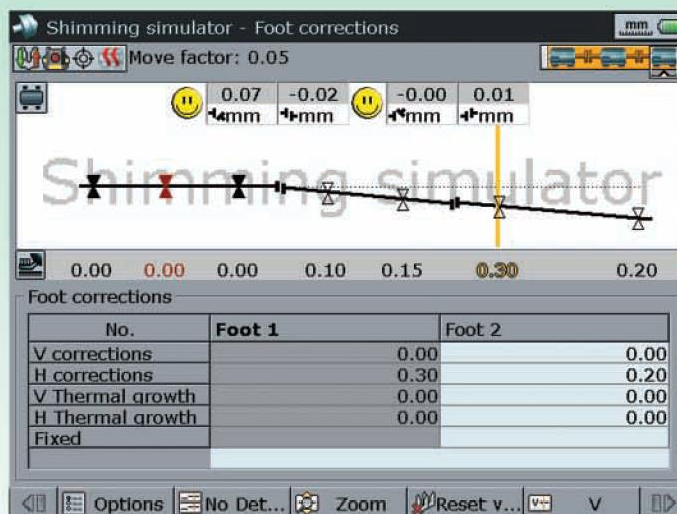 Shimming simulator - Foot corrections
mm
Move factor: 0.05
0.07 -0.02 -0.00 0.01
mm mm mm mm
Shimming simulator
0.00 0.00 0.00 0.10 0.15 0.30 0.20
Foot corrections
No. Foot 1 Foot 2
V corrections 0.00 0.00
H corrections 0.30 0.20
V Thermal growth 0.00 0.00
H Thermal growth 0.00 0.00
Fixed
Options No Det... Zoom Reset v... V+- V